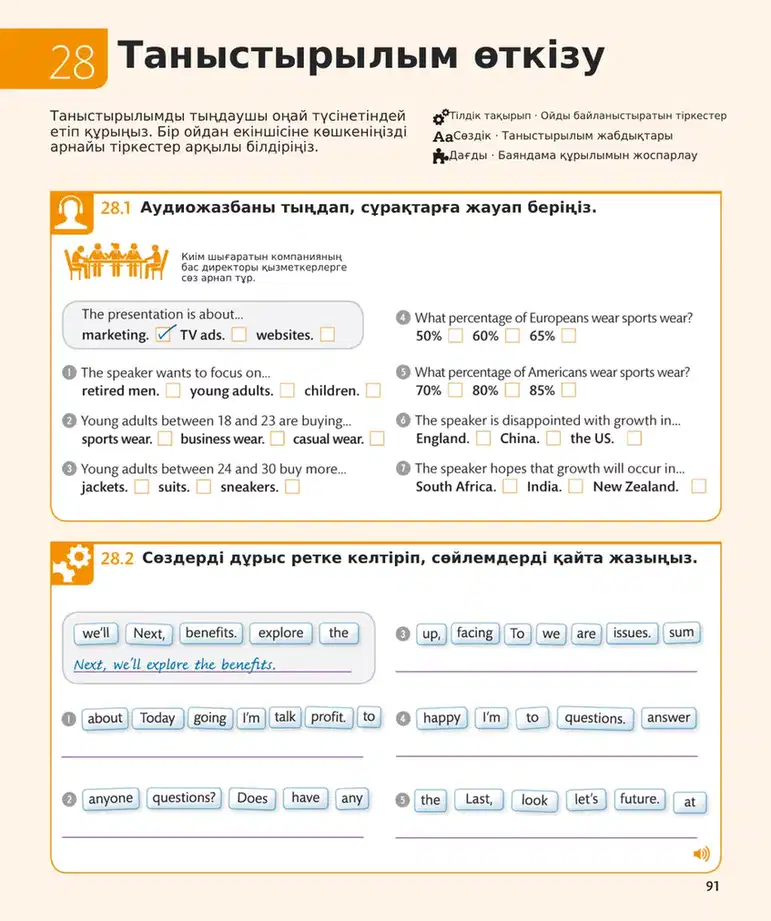 28 Таныстырылым өткізу
Таныстырылымды тыңдаушы оңай түсінетіндей
етіп құрыңыз. Бір ойдан екіншісіне көшкеніңізді
арнайы тіркестер арқылы білдіріңіз.
Тілдік тақырып · Ойды байланыстыратын тіркестер
Aa Сөздік · Таныстырылым жабдықтары
Дағды · Баяндама құрылымын жоспарлау
28.1 Аудиожазбаны тыңдап, сұрақтарға жауап беріңіз.
Киім шығаратын компанияның
бас директоры қызметкерлерге
сөз арнап тұр.
The presentation is about...
marketing. TV ads. websites.
1 The speaker wants to focus on...
retired men. young adults. children.
2 Young adults between 18 and 23 are buying...
sports wear. business wear. casual wear.
3 Young adults between 24 and 30 buy more...
jackets. suits. sneakers.
4 What percentage of Europeans wear sports wear?
50% 60% 65%
5 What percentage of Americans wear sports wear?
70% 80% 85%
6 The speaker is disappointed with growth in...
England. China. the US.
7 The speaker hopes that growth will occur in...
South Africa. India. New Zealand.
28.2 Сөздерді дұрыс ретке келтіріп, сөйлемдерді қайта жазыңыз.
we'll Next, benefits. explore the
Next, we'll explore the benefits.
1 about Today going I'm talk profit. to
2 anyone questions? Does have any
3 up, facing To we are issues. sum
4 happy I'm to questions. answer
5 the Last, look let's future. at
91